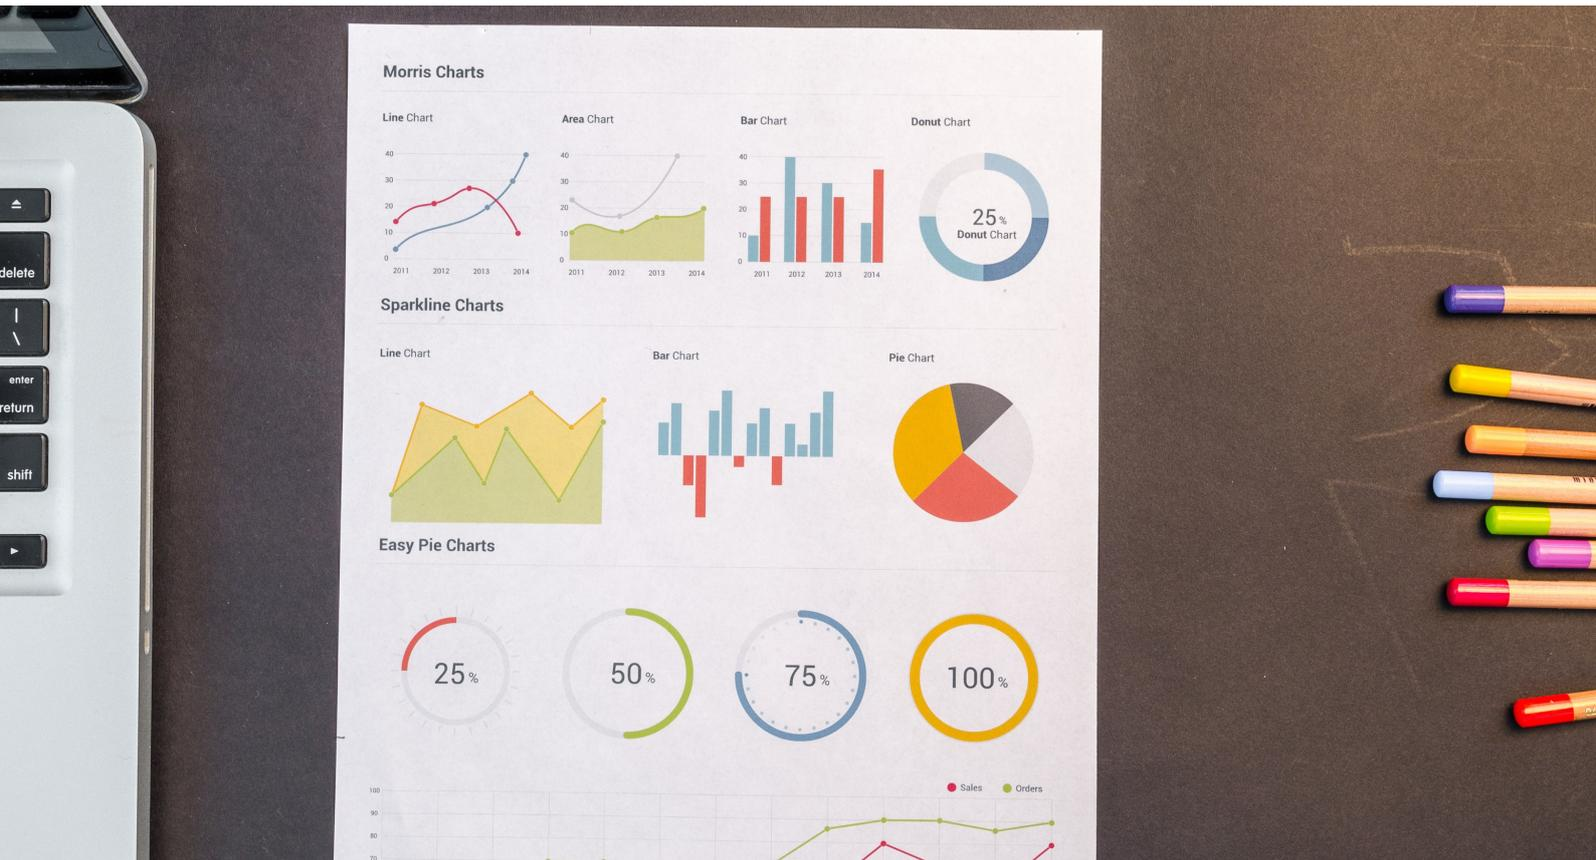 Morris Charts
Line Chart
Area Chart
Bar Chart
Donut Chart
40
30
20
10
0
2011 2012 2013 2014
40
30
20
10
0
2011 2012 2013 2014
40
30
20
10
0
2011 2012 2013 2014
25%
Donut Chart
Sparkline Charts
Line Chart
Bar Chart
Pie Chart
Easy Pie Charts
25%
50%
75%
100%
Sales
Orders
100
90
80
70
delete
|
\
enter
return
shift